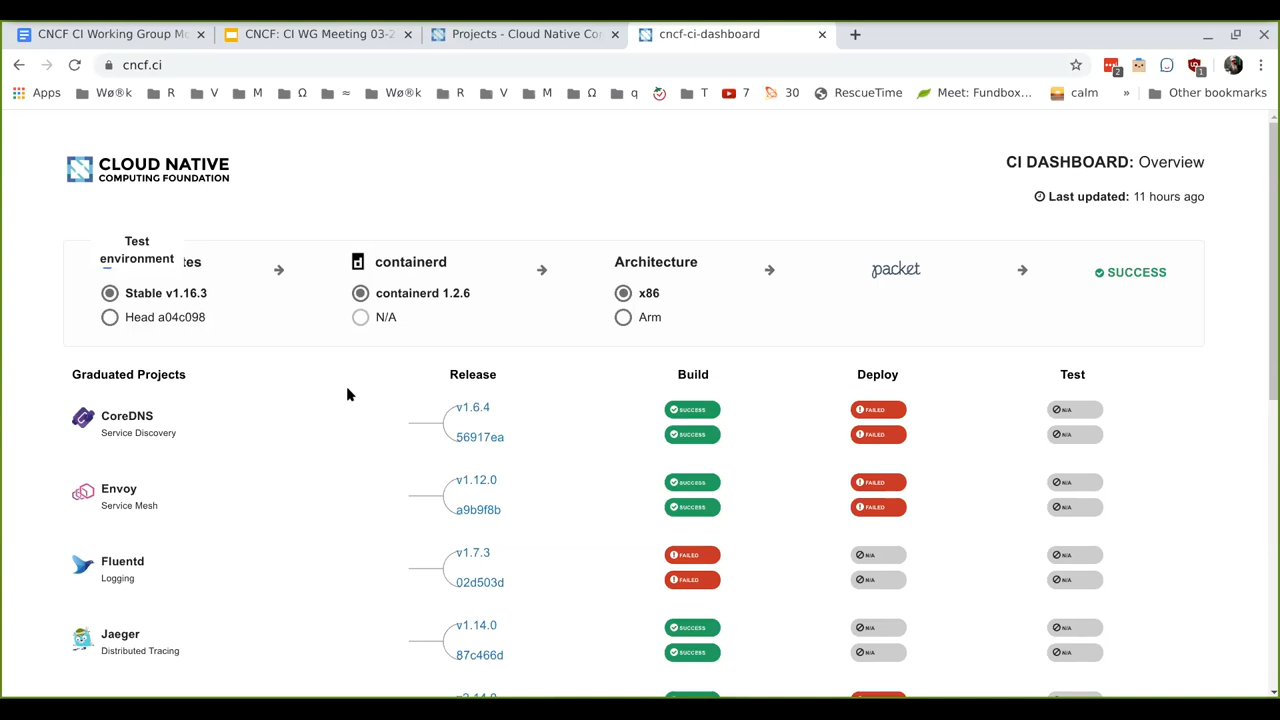 CNCF CI Working Group Mo
CNCF: CI WG Meeting 03-2
Projects - Cloud Native Co
cncf-ci-dashboard
cncf.ci
2
1
Apps
Wø®k
R
V
M
Ω
≈
Wø®k
R
V
M
Ω
q
T
7
30
RescueTime
Meet: Fundbox...
calm
»
Other bookmarks
CLOUD NATIVE
COMPUTING FOUNDATION
CI DASHBOARD: Overview
Last updated: 11 hours ago
Test
environment
tes
containerd
Architecture
packet
SUCCESS
Stable v1.16.3
containerd 1.2.6
x86
Head a04c098
N/A
Arm
Graduated Projects
Release
Build
Deploy
Test
CoreDNS
Service Discovery
v1.6.4
SUCCESS
FAILED
N/A
56917ea
SUCCESS
FAILED
N/A
Envoy
Service Mesh
v1.12.0
SUCCESS
FAILED
N/A
a9b9f8b
SUCCESS
FAILED
N/A
Fluentd
Logging
v1.7.3
FAILED
N/A
N/A
02d503d
FAILED
N/A
N/A
Jaeger
Distributed Tracing
v1.14.0
SUCCESS
N/A
N/A
87c466d
SUCCESS
N/A
N/A